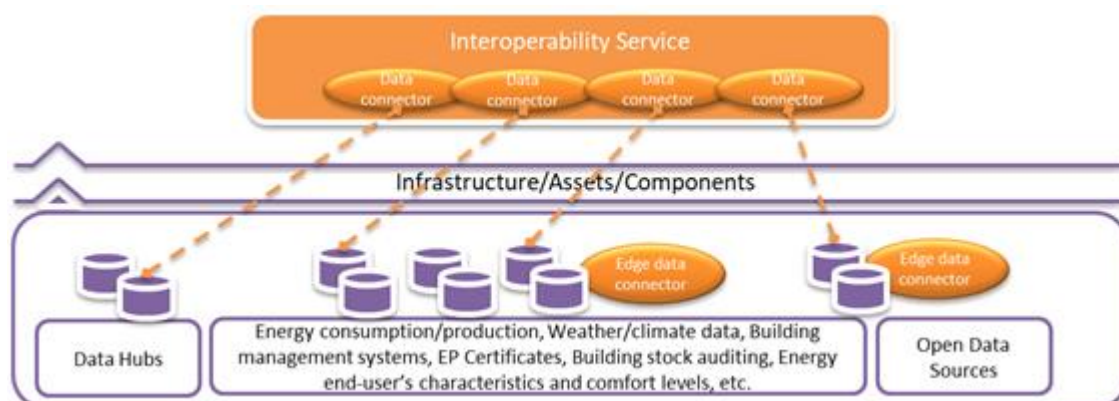 Interoperability Service
Data
connector
Data
connector
Data
connector
Data
connector
Infrastructure/Assets/Components
Edge data
connector
Edge data
connector
Data Hubs
Energy consumption/production, Weather/climate data, Building
management systems, EP Certificates, Building stock auditing, Energy
end-user's characteristics and comfort levels, etc.
Open Data
Sources